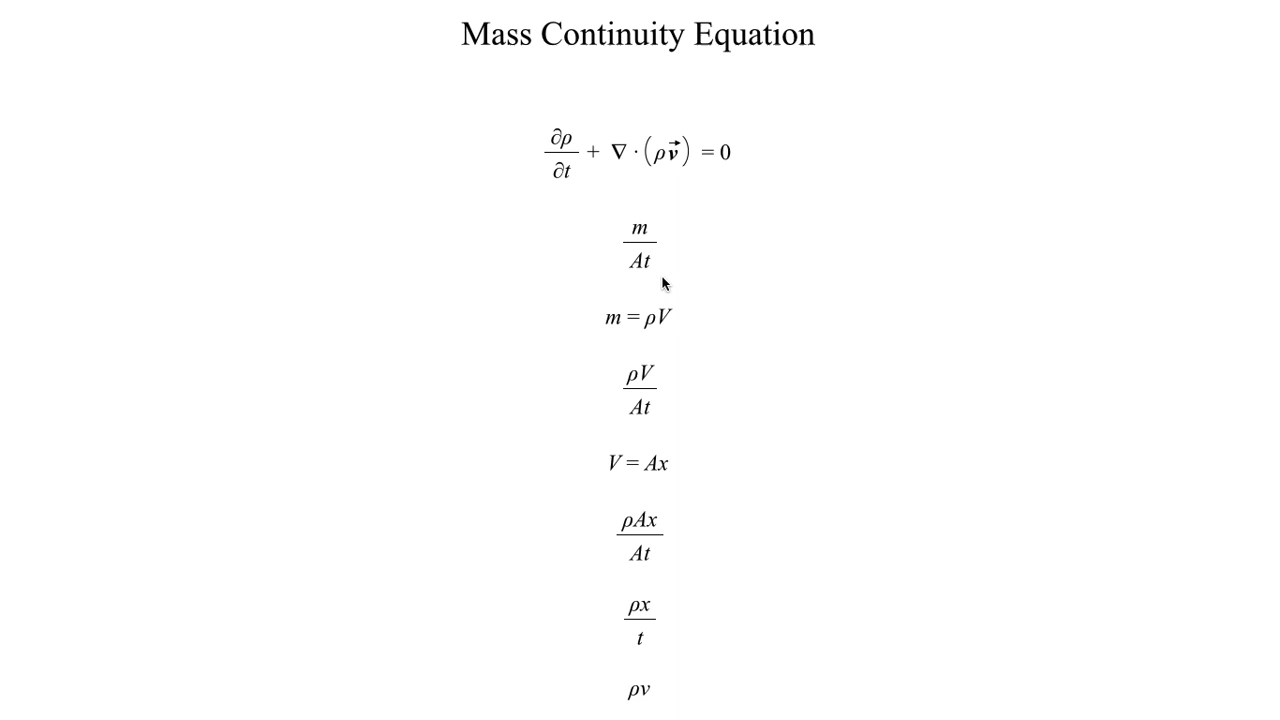 Mass Continuity Equation
∂ρ/∂t + ∇ · (ρv⃗) = 0
m/At
m = ρV
ρV/At
V = Ax
ρAx/At
ρx/t
ρv